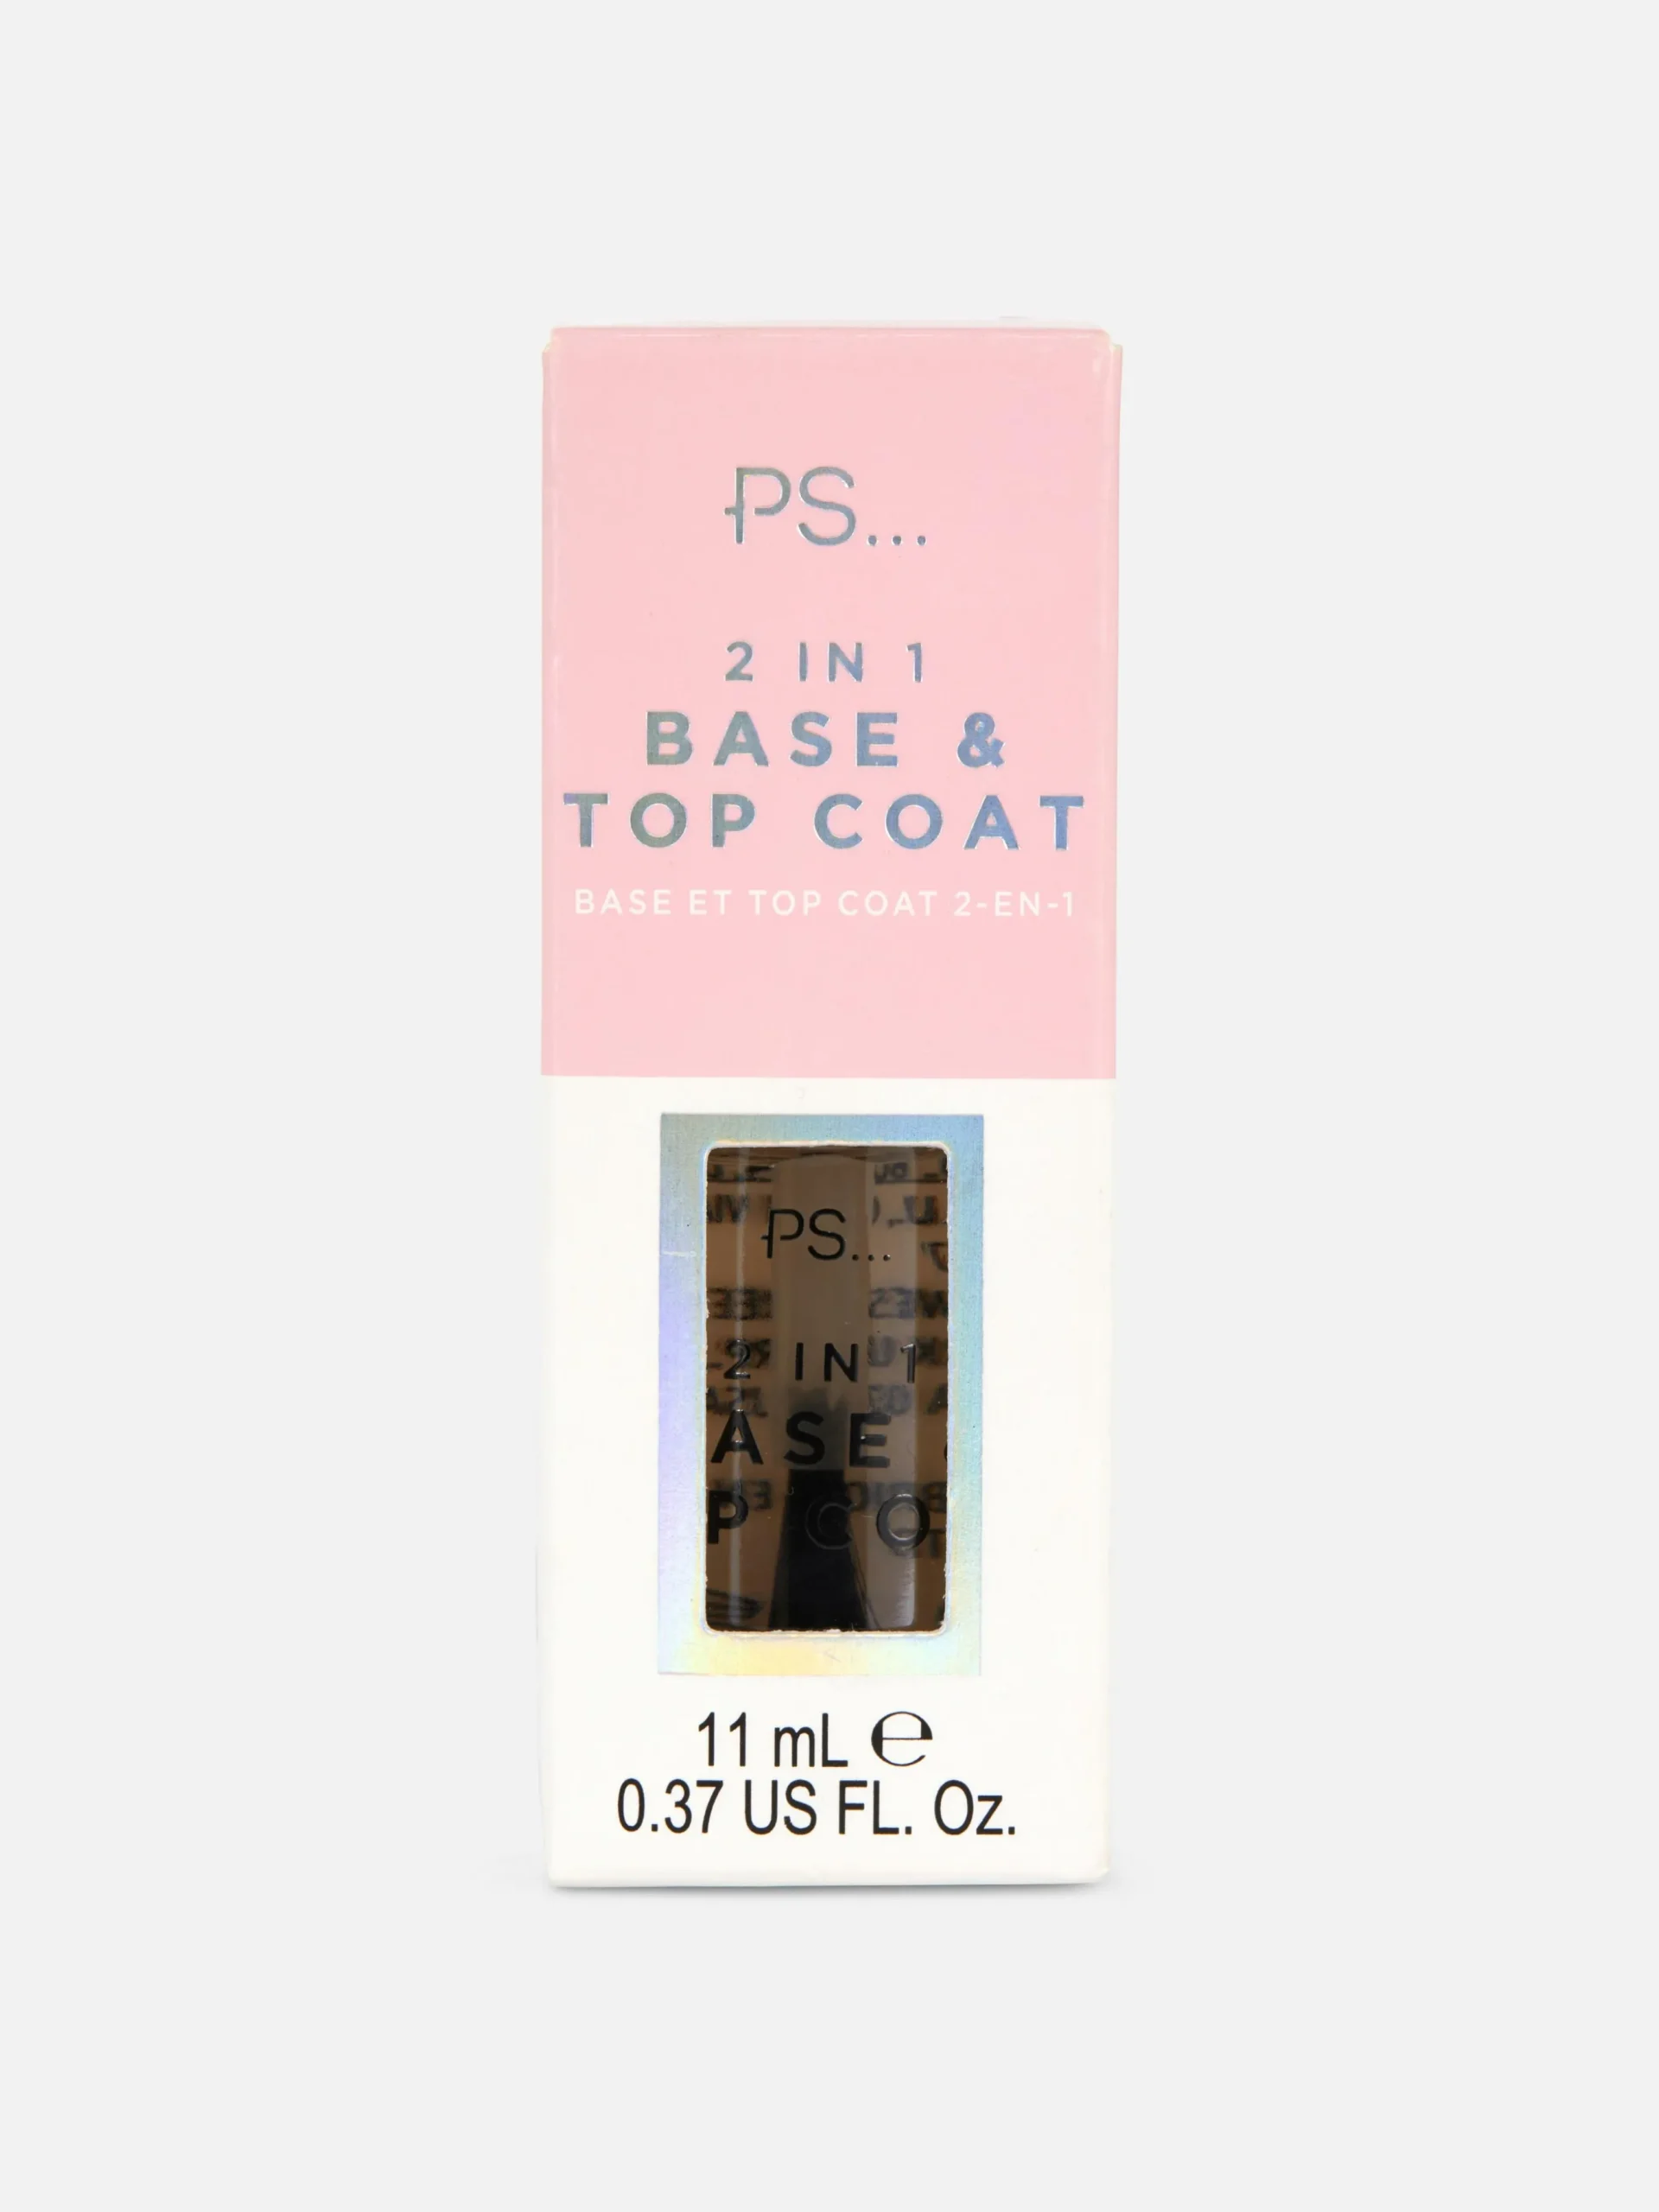 PS...
2 IN 1
BASE &
TOP COAT
BASE ET TOP COAT 2-EN-1
PS...
2 IN 1
ASE
P CO
11 mL ℮
0.37 US FL. Oz.